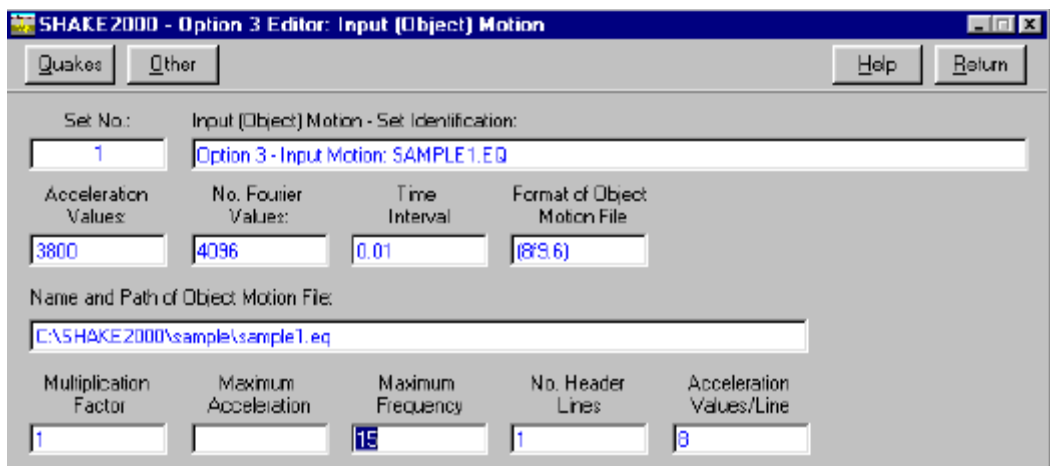 SHAKE2000 - Option 3 Editor: Input (Object) Motion
Quakes Other Help Return
Set No.: Input (Object) Motion - Set Identification:
1 Option 3 - Input Motion: SAMPLE1.EQ
Acceleration Values: No. Fourier Values: Time Interval Format of Object Motion File
3800 4096 0.01 (8f9.6)
Name and Path of Object Motion File:
C:\SHAKE2000\sample\sample1.eq
Multiplication Factor Maximum Acceleration Maximum Frequency No. Header Lines Acceleration Values/Line
1 15 1 8